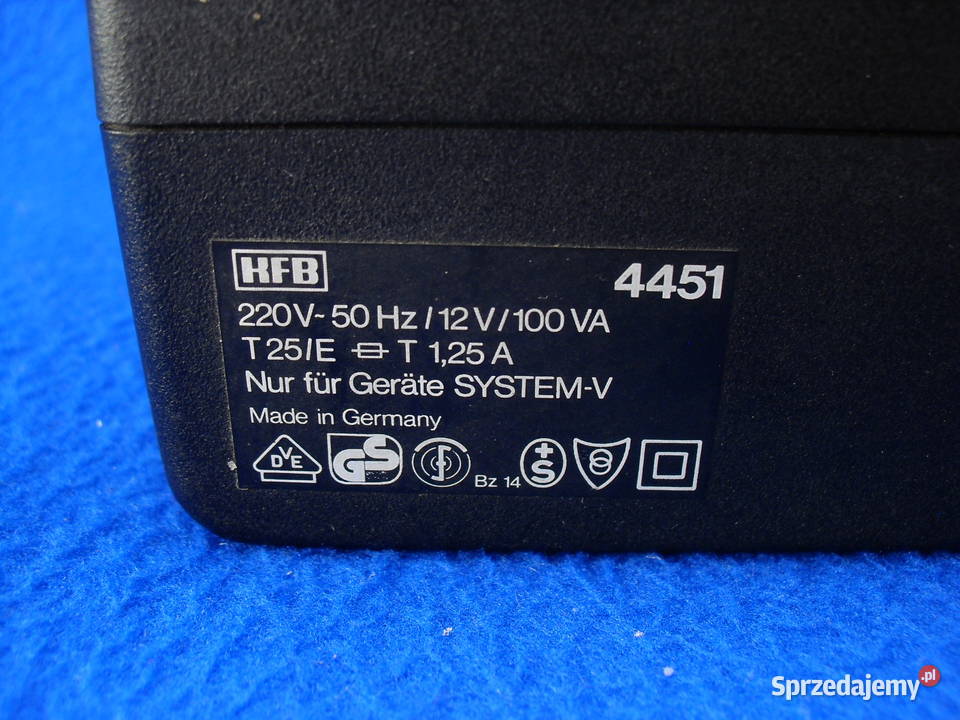 KFB 4451
220V~ 50 Hz / 12 V / 100 VA
T 25/E T 1,25 A
Nur für Geräte SYSTEM-V
Made in Germany
DVE GS Bz 14 +S
Sprzedajemy.pl